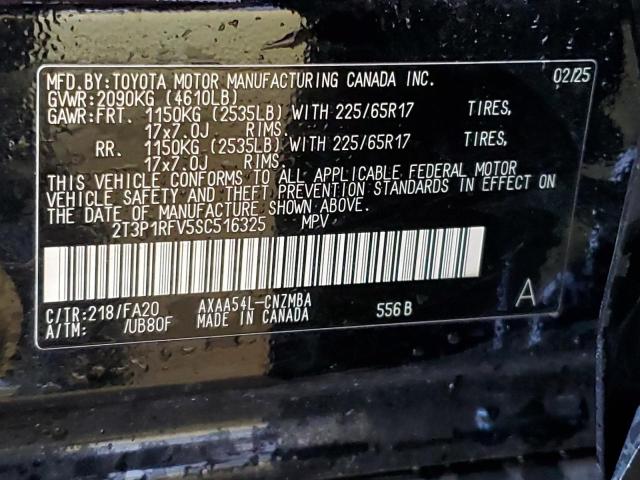 MFD.BY:TOYOTA MOTOR MANUFACTURING CANADA INC. 02/25
GVWR:2090KG (4610LB)
GAWR:FRT. 1150KG (2535LB) WITH 225/65R17 TIRES,
17x7.0J RIMS.
RR. 1150KG (2535LB) WITH 225/65R17 TIRES,
17x7.0J RIMS.
THIS VEHICLE CONFORMS TO ALL APPLICABLE FEDERAL MOTOR
VEHICLE SAFETY AND THEFT PREVENTION STANDARDS IN EFFECT ON
THE DATE OF MANUFACTURE SHOWN ABOVE.
2T3P1RFV5SC516325 MPV
C/TR:218/FA20 AXAA54L-CNZMBA 556B A
A/TM: /UB80F MADE IN CANADA